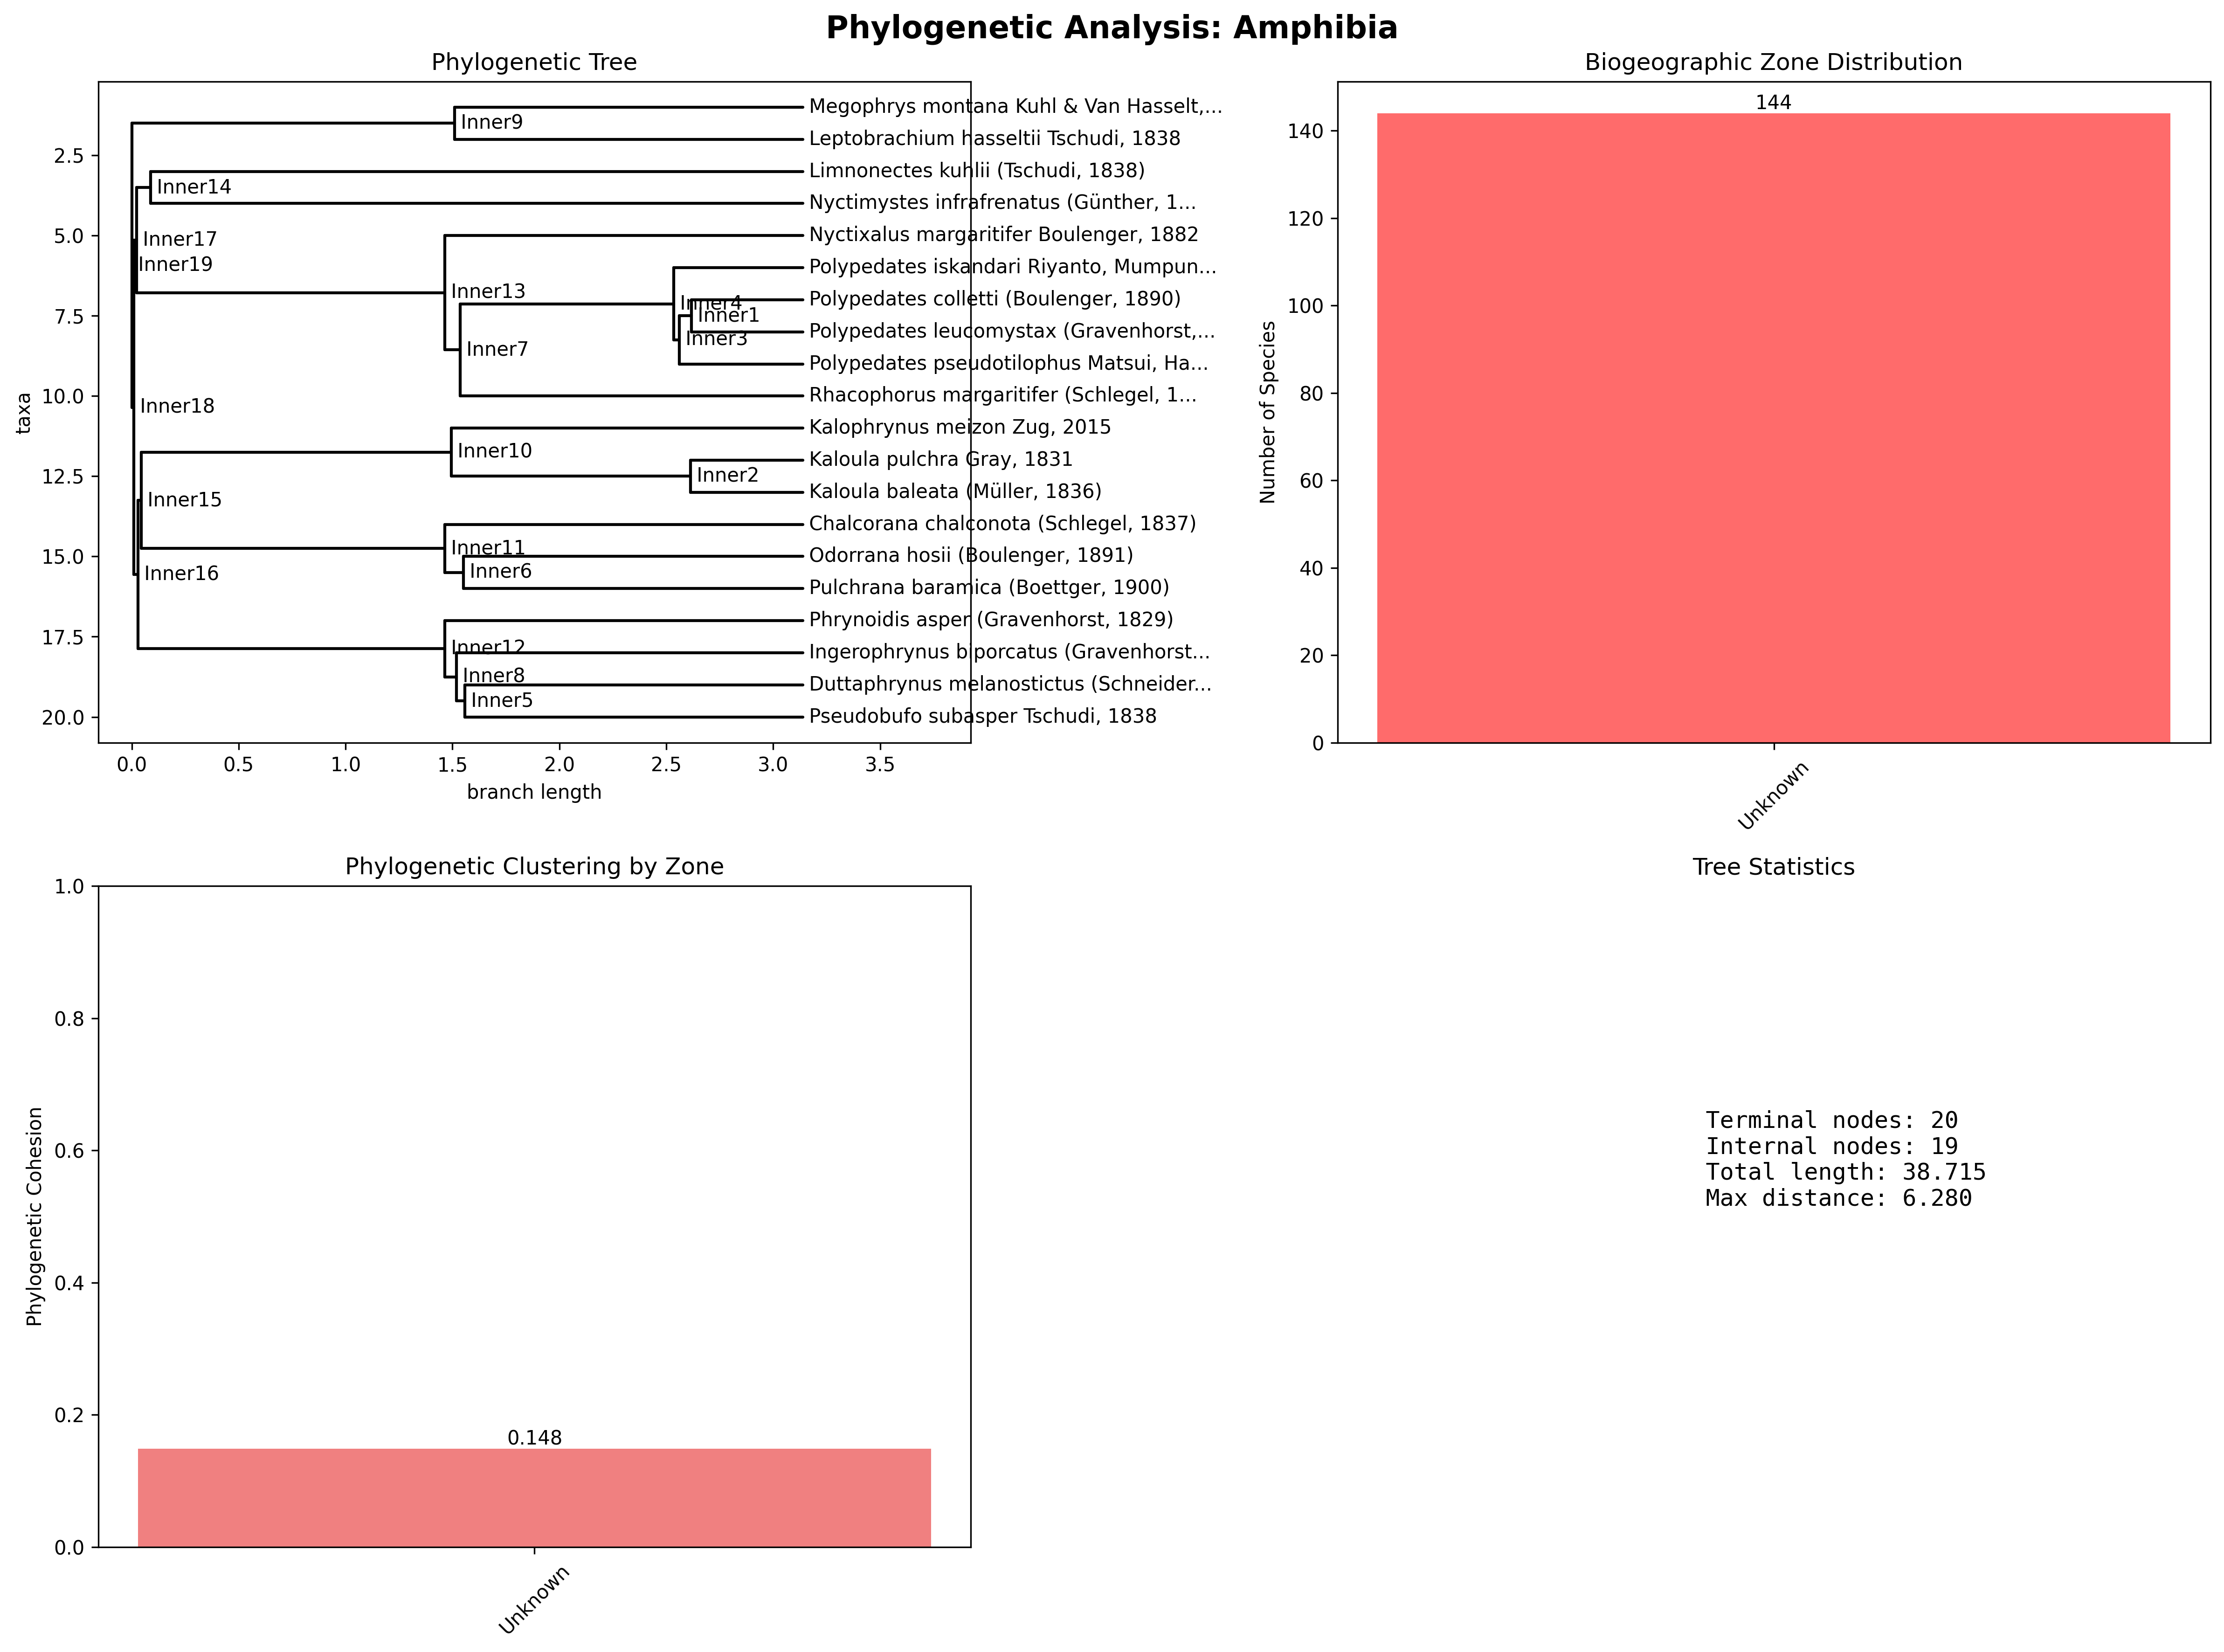 Phylogenetic Analysis: Amphibia
Phylogenetic Tree
Megophrys montana Kuhl & Van Hasselt,...
Inner9
Leptobrachium hasseltii Tschudi, 1838
2.5
Limnonectes kuhlii (Tschudi, 1838)
Inner14
Nyctimystes infrafrenatus (Günther, 1...
5.0
Inner17
Nyctixalus margaritifer Boulenger, 1882
Inner19
Polypedates iskandari Riyanto, Mumpun...
Inner13
Inner4
Polypedates colletti (Boulenger, 1890)
7.5
Inner1
Polypedates leucomystax (Gravenhorst,...
Inner3
Inner7
Polypedates pseudotilophus Matsui, Ha...
10.0
Rhacophorus margaritifer (Schlegel, 1...
Inner18
taxa
Kalophrynus meizon Zug, 2015
Inner10
Kaloula pulchra Gray, 1831
12.5
Inner2
Kaloula baleata (Müller, 1836)
Inner15
Chalcorana chalconota (Schlegel, 1837)
Inner11
15.0
Odorrana hosii (Boulenger, 1891)
Inner16
Inner6
Pulchrana baramica (Boettger, 1900)
Phrynoidis asper (Gravenhorst, 1829)
17.5
Inner12
Ingerophrynus biporcatus (Gravenhorst...
Inner8
Duttaphrynus melanostictus (Schneider...
Inner5
20.0
Pseudobufo subasper Tschudi, 1838
0.0 0.5 1.0 1.5 2.0 2.5 3.0 3.5
branch length
Biogeographic Zone Distribution
144
140
120
100
80
60
40
20
0
Number of Species
Unknown
Phylogenetic Clustering by Zone
1.0
0.8
0.6
0.4
0.2
0.0
Phylogenetic Cohesion
0.148
Unknown
Tree Statistics
Terminal nodes: 20
Internal nodes: 19
Total length: 38.715
Max distance: 6.280